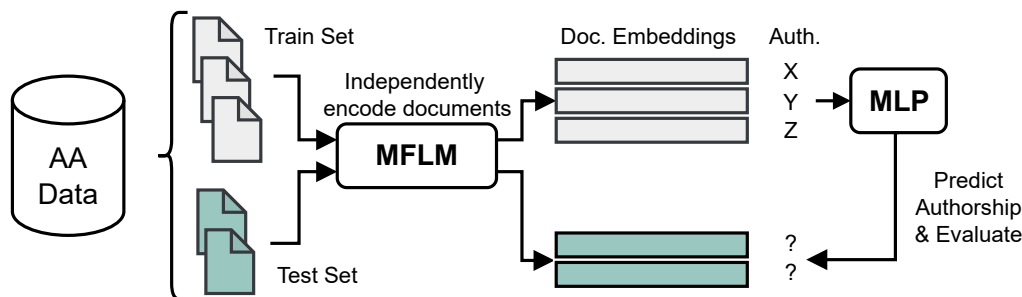 AA
Data
Train Set
Test Set
Independently
encode documents
MFLM
Doc. Embeddings
Auth.
X
Y
Z
MLP
Predict
Authorship
& Evaluate
?
?